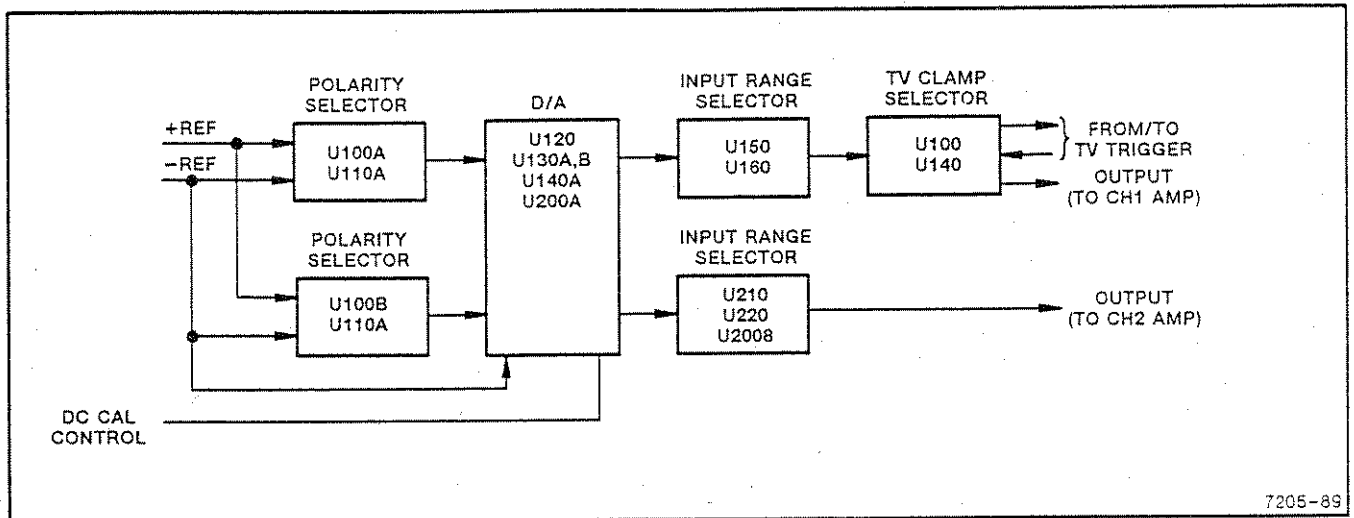 POLARITY
SELECTOR
D/A
INPUT RANGE
SELECTOR
TV CLAMP
SELECTOR
+REF
-REF
U100A
U110A
U120
U130A,B
U140A
U200A
U150
U160
U100
U140
FROM/TO
TV TRIGGER
OUTPUT
(TO CH1 AMP)
POLARITY
SELECTOR
INPUT RANGE
SELECTOR
U100B
U110A
U210
U220
U2008
OUTPUT
(TO CH2 AMP)
DC CAL
CONTROL
7205-89